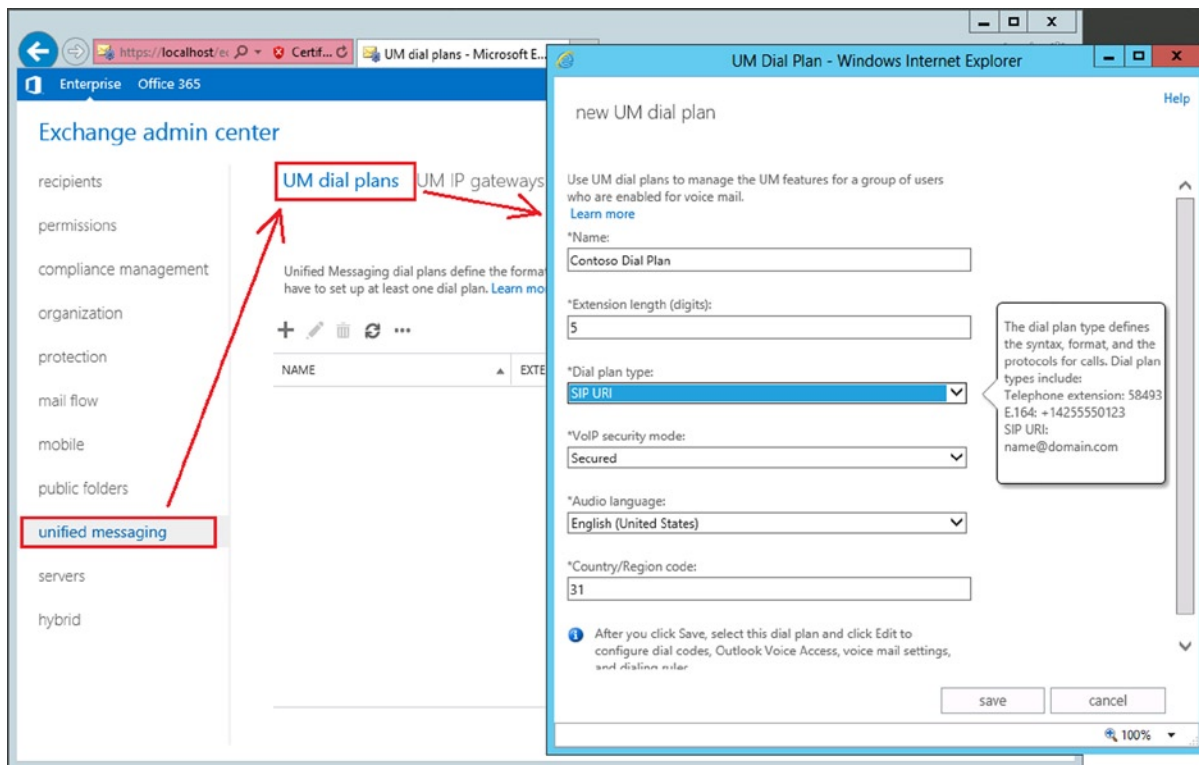 https://localhost/ec
Certif...
UM dial plans - Microsoft E...
Enterprise Office 365
Exchange admin center
recipients
permissions
compliance management
organization
protection
mail flow
mobile
public folders
unified messaging
servers
hybrid
UM dial plans UM IP gateways
Unified Messaging dial plans define the format
have to set up at least one dial plan. Learn mo
NAME EXTE
UM Dial Plan - Windows Internet Explorer
Help
new UM dial plan
Use UM dial plans to manage the UM features for a group of users
who are enabled for voice mail.
Learn more
*Name:
Contoso Dial Plan
*Extension length (digits):
5
*Dial plan type:
SIP URI
*VoIP security mode:
Secured
*Audio language:
English (United States)
*Country/Region code:
31
After you click Save, select this dial plan and click Edit to
configure dial codes, Outlook Voice Access, voice mail settings,
and dialing rules
The dial plan type defines
the syntax, format, and the
protocols for calls. Dial plan
types include:
Telephone extension: 58493
E.164: +14255550123
SIP URI:
name@domain.com
save cancel
100%